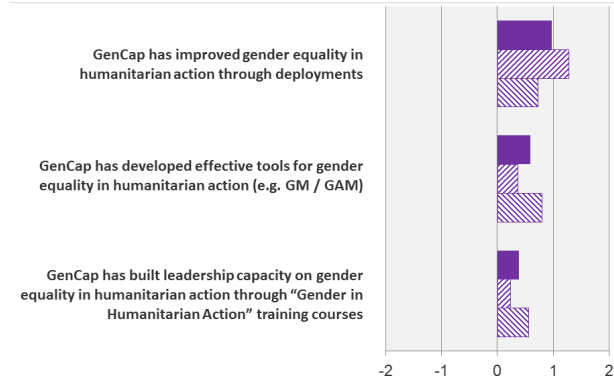 GenCap has improved gender equality in
humanitarian action through deployments
GenCap has developed effective tools for gender
equality in humanitarian action (e.g. GM / GAM)
GenCap has built leadership capacity on gender
equality in humanitarian action through “Gender in
Humanitarian Action” training courses
-2 -1 0 1 2